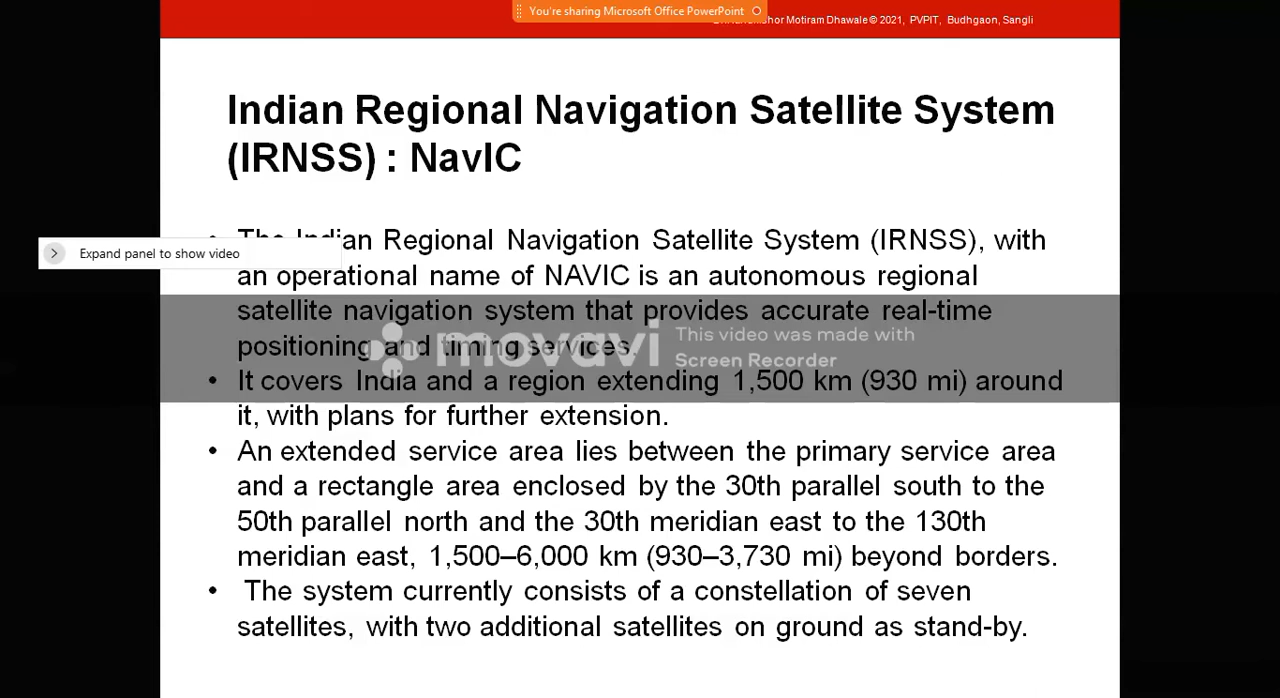 You're sharing Microsoft Office PowerPoint
Motiram Dhawale © 2021, PVPIT, Budhgaon, Sangli
Indian Regional Navigation Satellite System
(IRNSS) : NavIC
• The Indian Regional Navigation Satellite System (IRNSS), with
Expand panel to show video
an operational name of NAVIC is an autonomous regional
satellite navigation system that provides accurate real-time
movavi
This video was made with
Screen Recorder
positioning and timing services.
• It covers India and a region extending 1,500 km (930 mi) around
it, with plans for further extension.
• An extended service area lies between the primary service area
and a rectangle area enclosed by the 30th parallel south to the
50th parallel north and the 30th meridian east to the 130th
meridian east, 1,500–6,000 km (930–3,730 mi) beyond borders.
• The system currently consists of a constellation of seven
satellites, with two additional satellites on ground as stand-by.